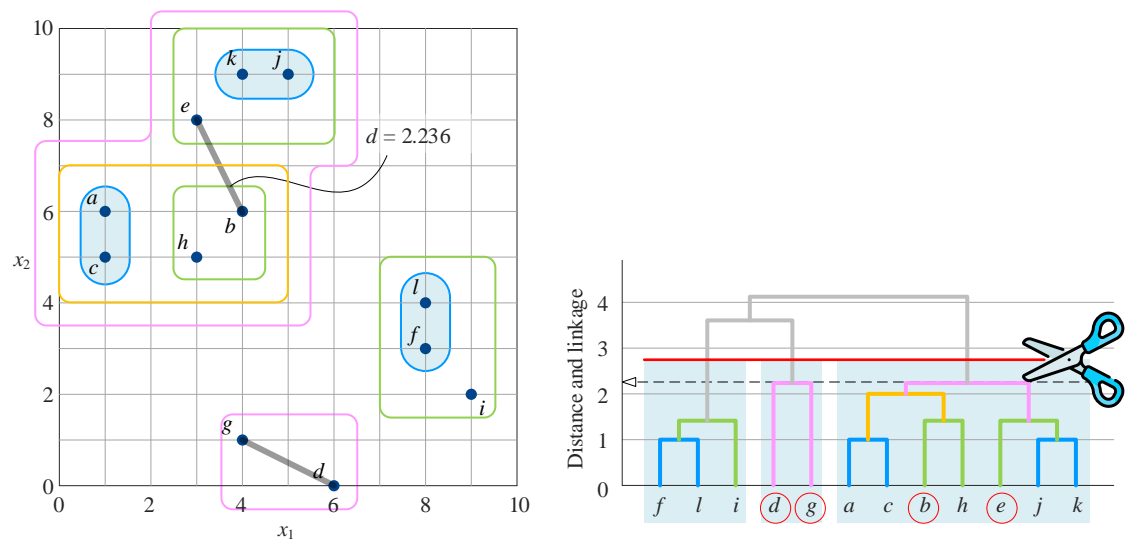 10
k j
e
8
d = 2.236
a
6
b
h
c
x2
4
l
f
2
i
g
d
0
0 2 4 6 8 10
x1
Distance and linkage
4
3
2
1
0
f l i d g a c b h e j k